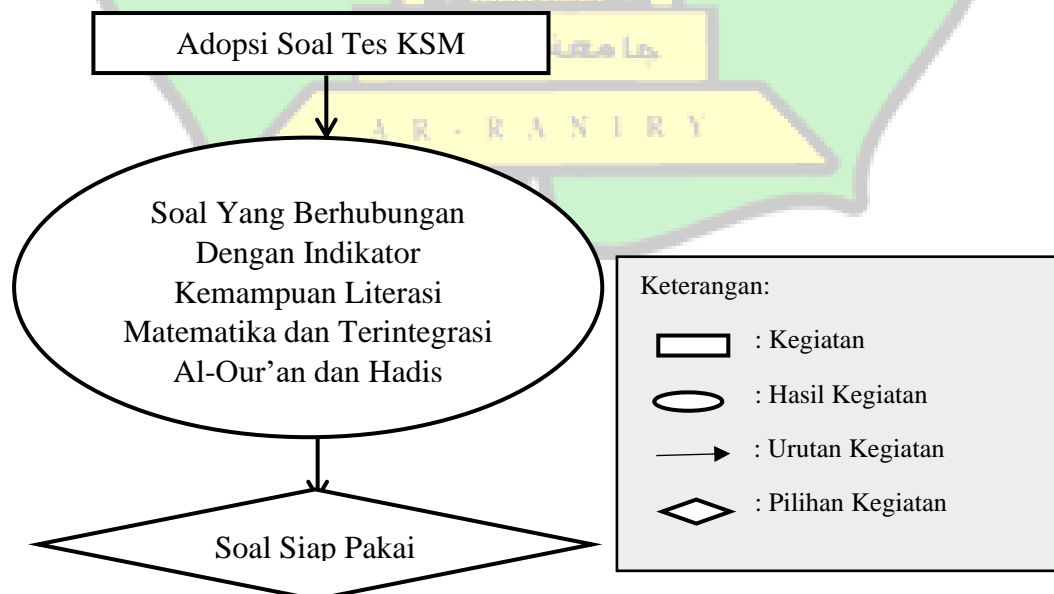 Adopsi Soal Tes KSM
جامعة
A R - R A N I R Y
Soal Yang Berhubungan
Dengan Indikator
Kemampuan Literasi
Matematika dan Terintegrasi
Al-Our’an dan Hadis
Soal Siap Pakai
Keterangan:
: Kegiatan
: Hasil Kegiatan
: Urutan Kegiatan
: Pilihan Kegiatan